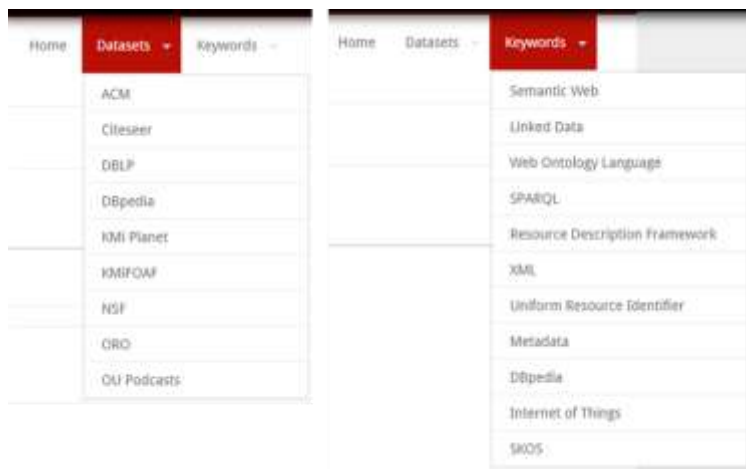 Home Datasets Keywords
ACM
Citeseer
DBLP
DBpedia
KMi Planet
KMiFOAF
NSF
ORO
OU Podcasts
Home Datasets Keywords
Semantic Web
Linked Data
Web Ontology Language
SPARQL
Resource Description Framework
XML
Uniform Resource Identifier
Metadata
DBpedia
Internet of Things
SKOS